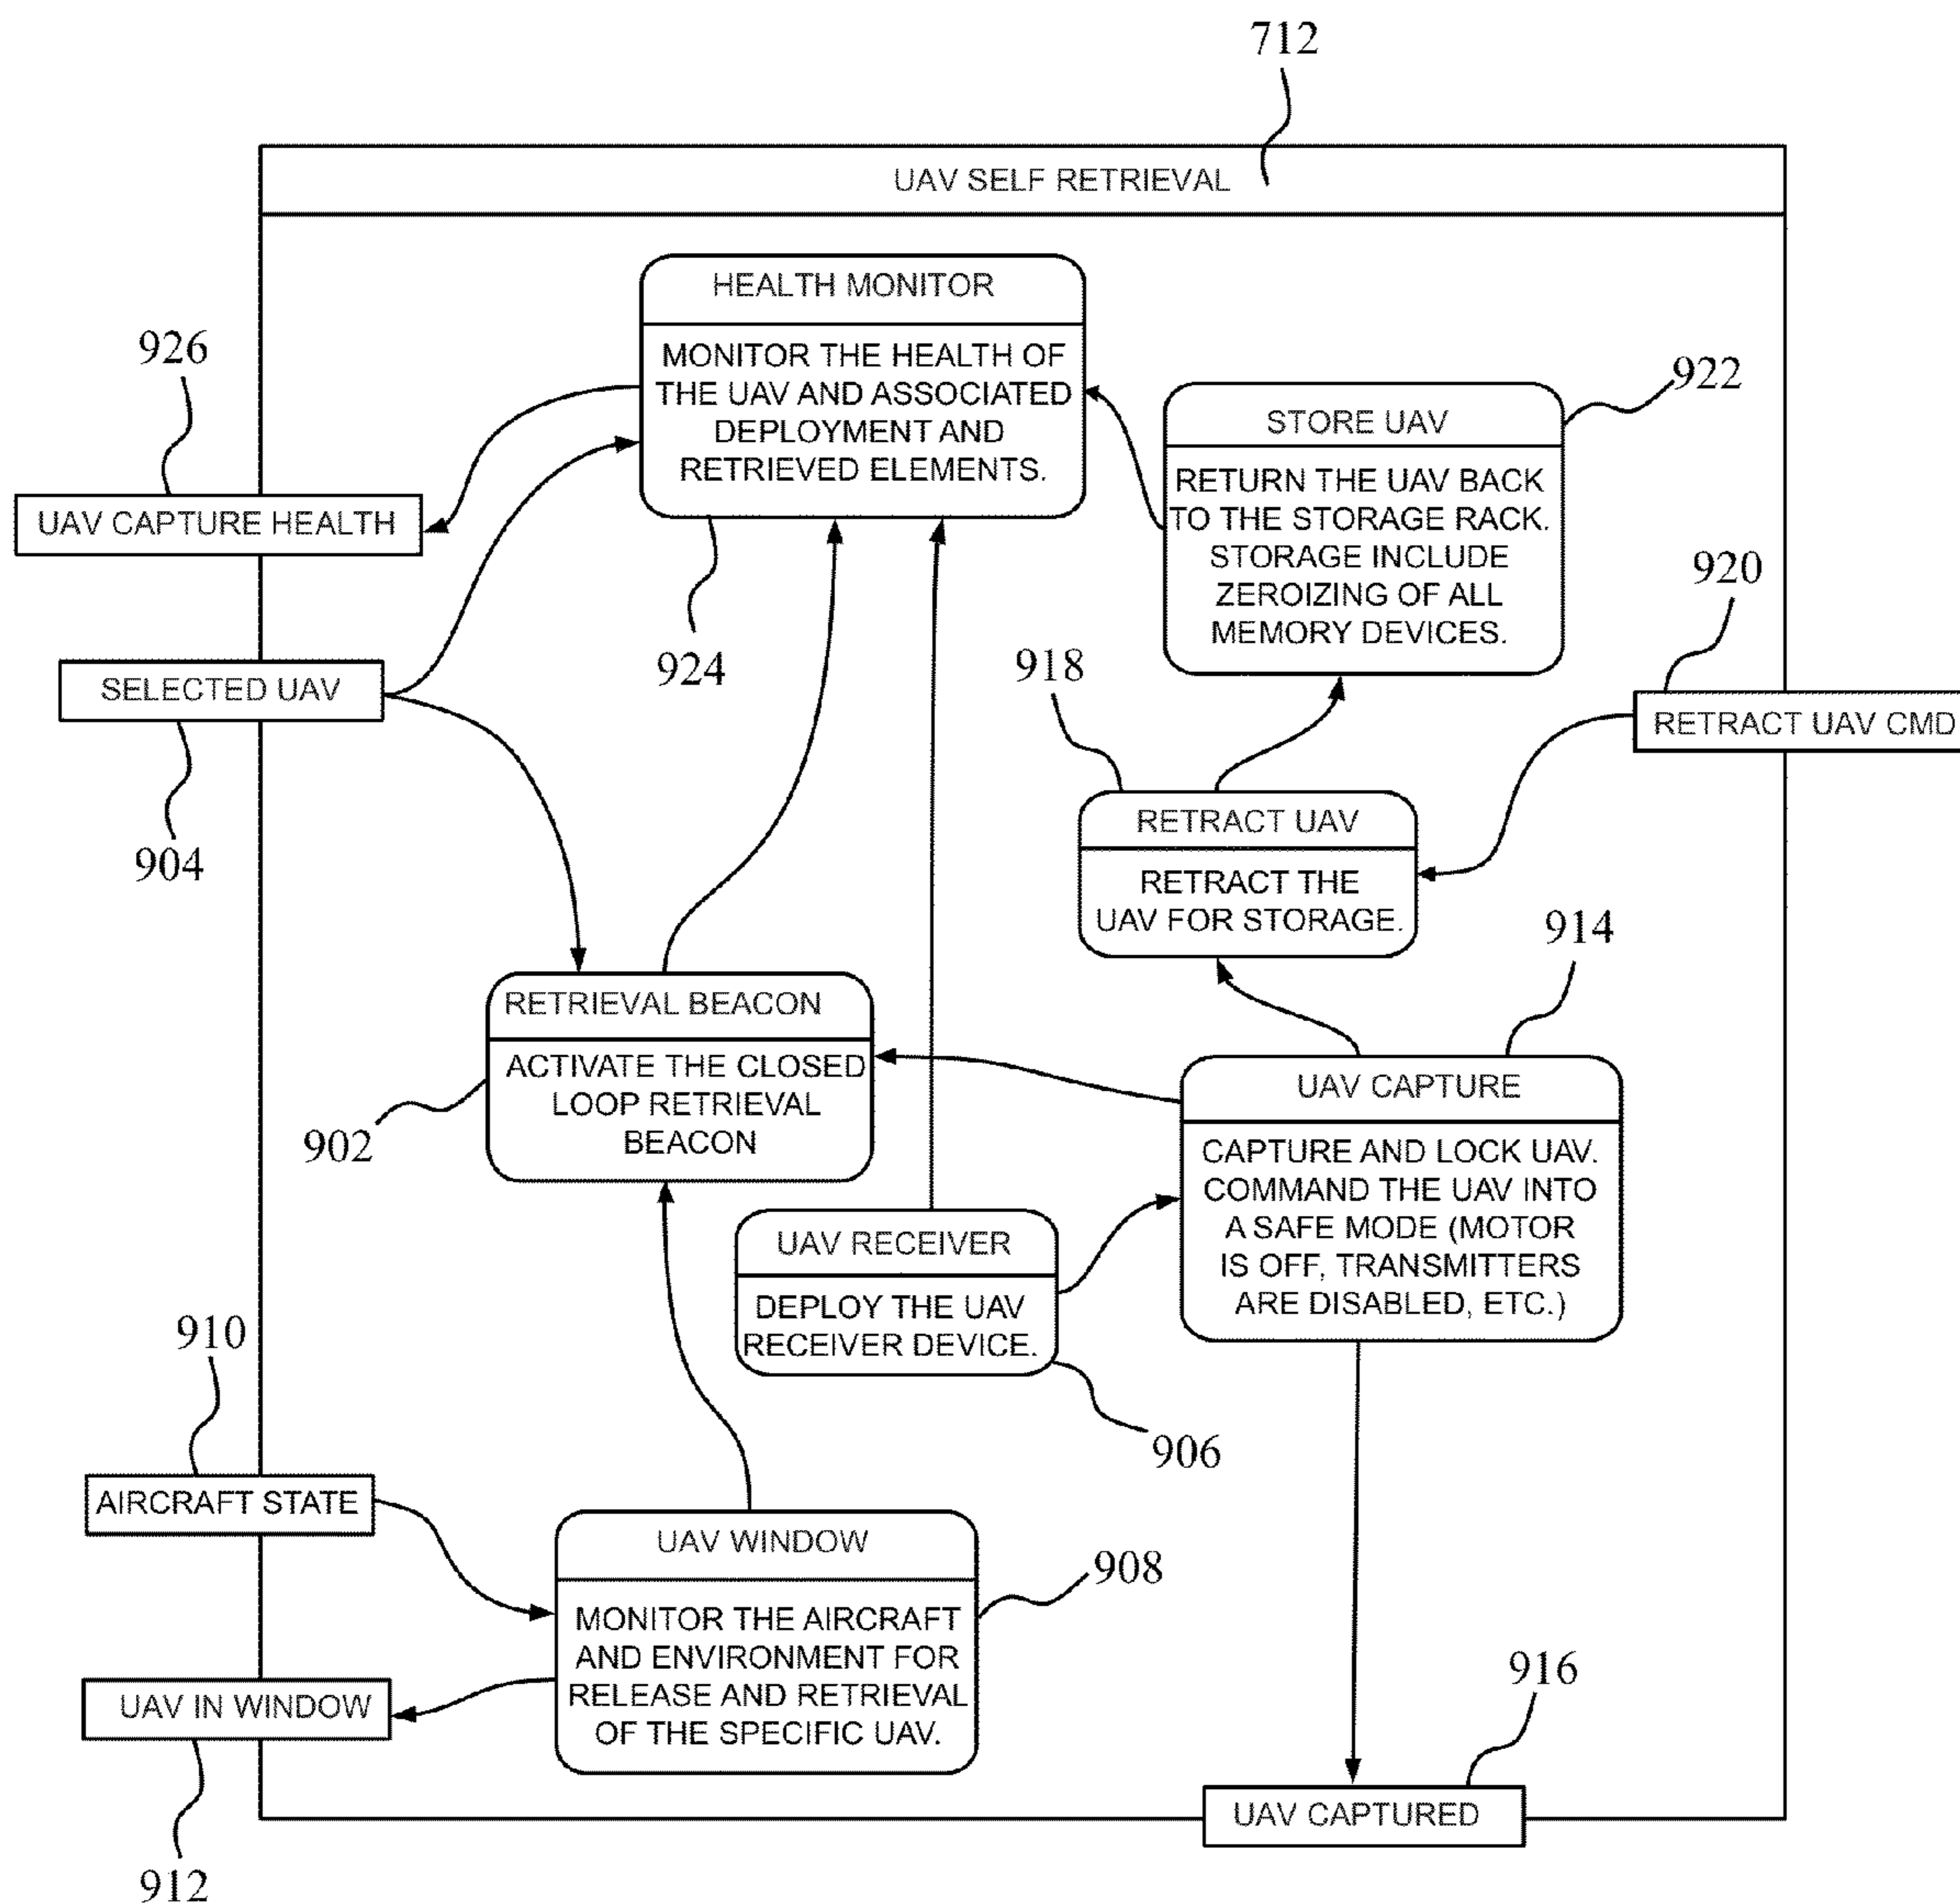 712
UAV SELF RETRIEVAL
HEALTH MONITOR
MONITOR THE HEALTH OF
THE UAV AND ASSOCIATED
DEPLOYMENT AND
RETRIEVED ELEMENTS.
926
UAV CAPTURE HEALTH
922
STORE UAV
RETURN THE UAV BACK
TO THE STORAGE RACK.
STORAGE INCLUDE
ZEROIZING OF ALL
MEMORY DEVICES.
920
RETRACT UAV CMD
924
SELECTED UAV
904
918
RETRACT UAV
RETRACT THE
UAV FOR STORAGE.
914
RETRIEVAL BEACON
ACTIVATE THE CLOSED
LOOP RETRIEVAL
BEACON
902
UAV CAPTURE
CAPTURE AND LOCK UAV.
COMMAND THE UAV INTO
A SAFE MODE (MOTOR
IS OFF, TRANSMITTERS
ARE DISABLED, ETC.)
UAV RECEIVER
DEPLOY THE UAV
RECEIVER DEVICE.
906
910
AIRCRAFT STATE
UAV WINDOW
MONITOR THE AIRCRAFT
AND ENVIRONMENT FOR
RELEASE AND RETRIEVAL
OF THE SPECIFIC UAV.
908
UAV IN WINDOW
912
916
UAV CAPTURED